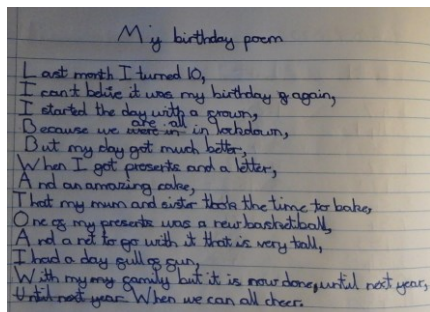 My birthday poem
Last month I turned 10,
I can't belive it was my birthday again,
I started the day with a frown,
Because we are all in lockdown,
But my day got much better,
When I got presents and a letter,
And an amazing cake,
That my mum and sister took the time to bake,
One of my presents was a new basketball,
And a net to go with it that is very tall,
I had a day full of fun,
With my my family but it is now done, until next year,
Until next year When we can all cheer.